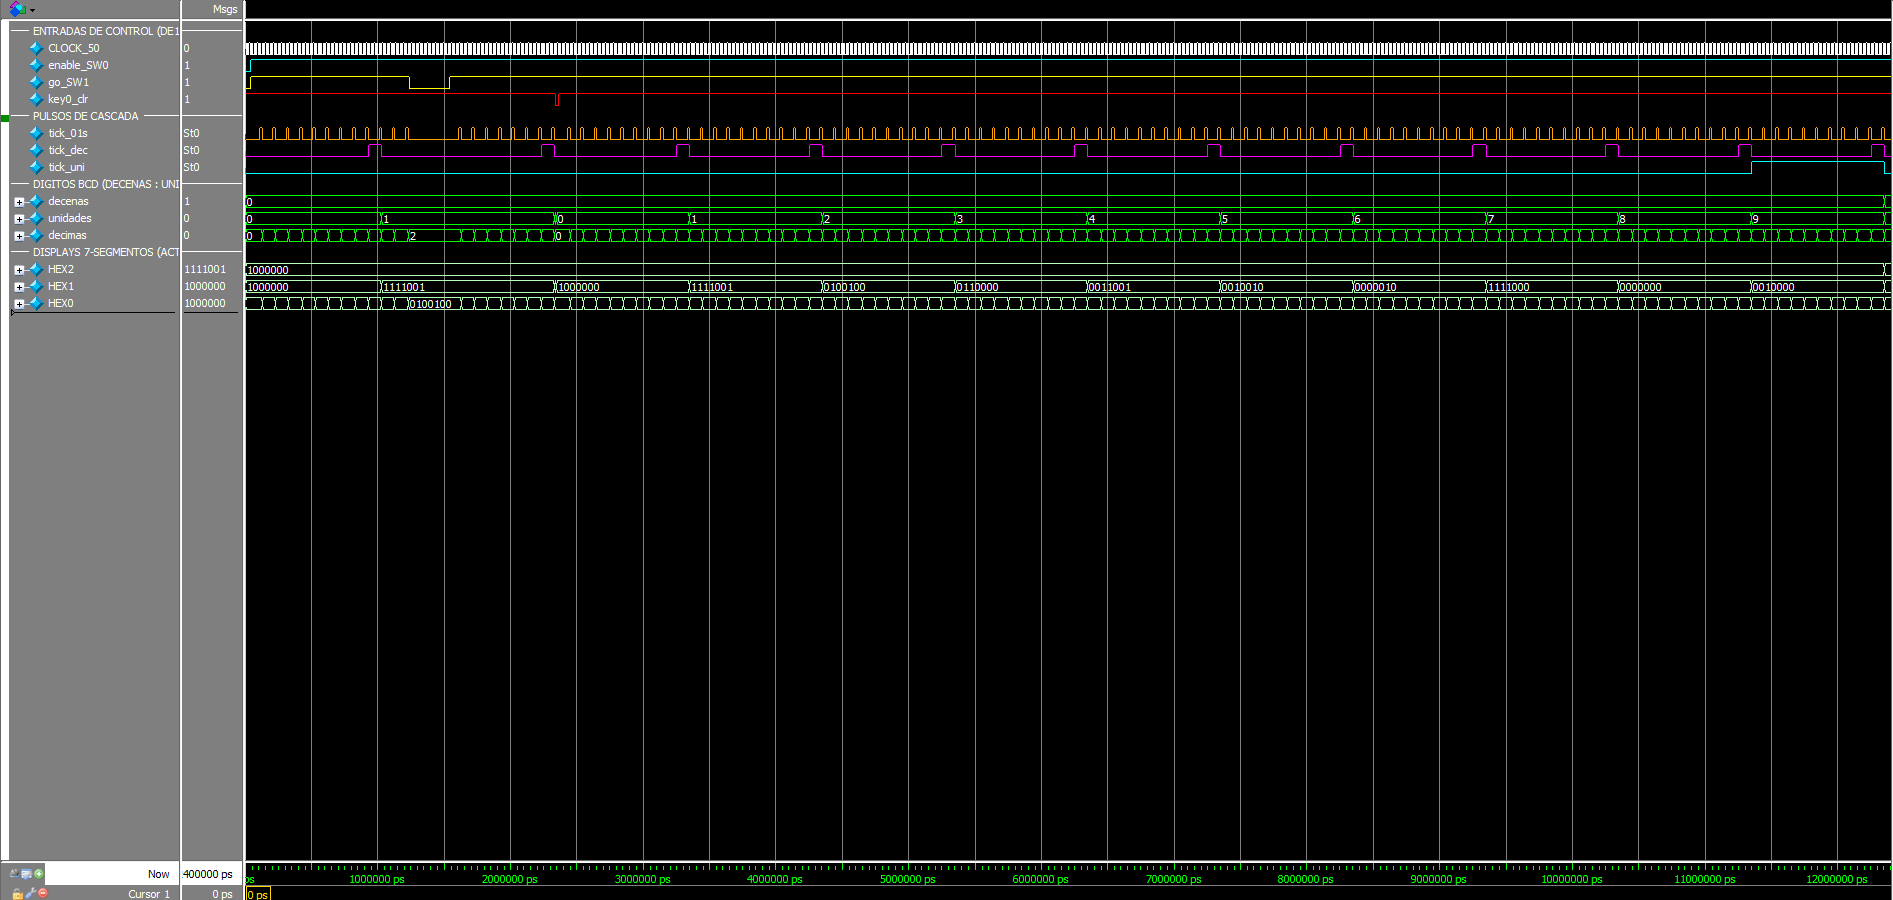 Msgs
ENTRADAS DE CONTROL (DE1
CLOCK_50 0
enable_SW0 1
go_SW1 1
key0_clr 1
PULSOS DE CASCADA
tick_01s St0
tick_dec St0
tick_uni St0
DIGITOS BCD (DECENAS : UNI
decenas 1 0
unidades 0 0 1 0 1 2 3 4 5 6 7 8 9
decimas 0 0 2 0
DISPLAYS 7-SEGMENTOS (ACT
HEX2 1111001 1000000
HEX1 1000000 1000000 1111001 1000000 1111001 0100100 0110000 0011001 0010010 0000010 1111000 0000000 0010000
HEX0 1000000 0100100
Now 400000 ps ps 1000000 ps 2000000 ps 3000000 ps 4000000 ps 5000000 ps 6000000 ps 7000000 ps 8000000 ps 9000000 ps 10000000 ps 11000000 ps 12000000 ps
Cursor 1 0 ps 0 ps